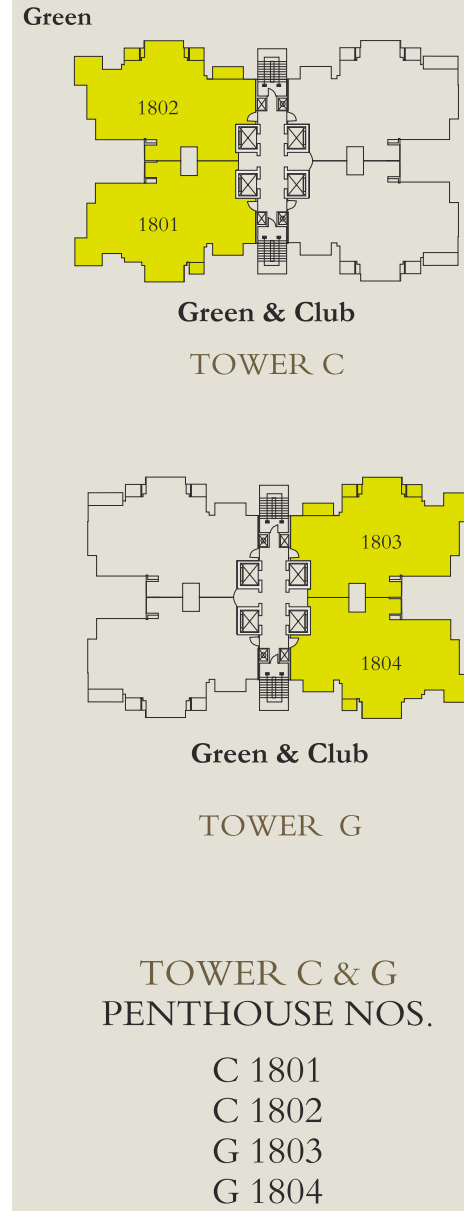 Green
1802
1801
Green & Club
TOWER C
1803
1804
Green & Club
TOWER G
TOWER C & G
PENTHOUSE NOS.
C 1801
C 1802
G 1803
G 1804